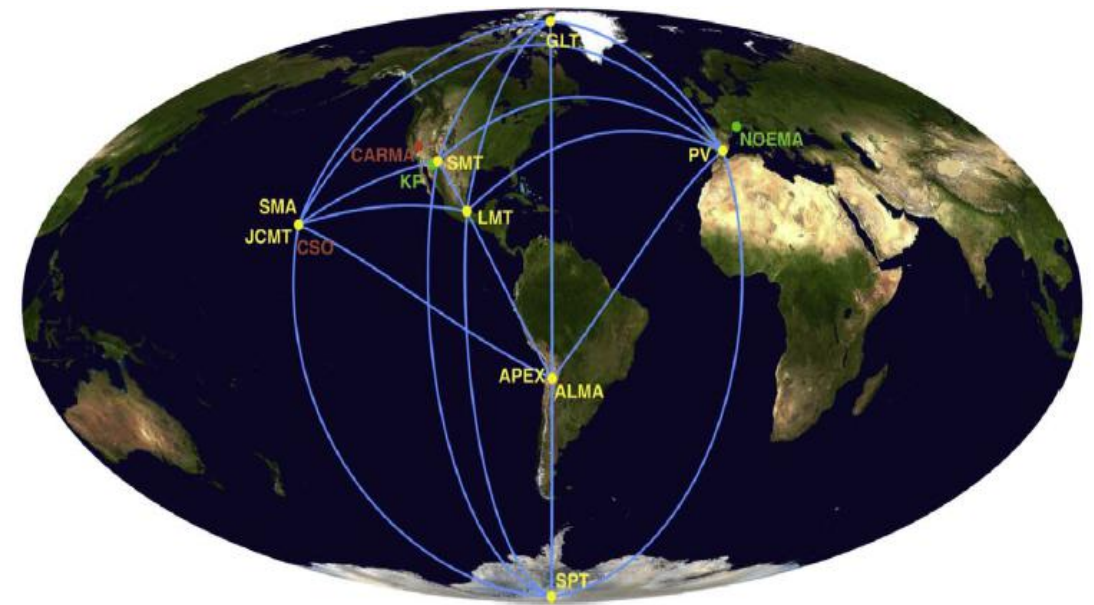 GLT
NOEMA
CARMA
PV
SMT
KP
SMA
LMT
JCMT
CSO
APEX
ALMA
SPT